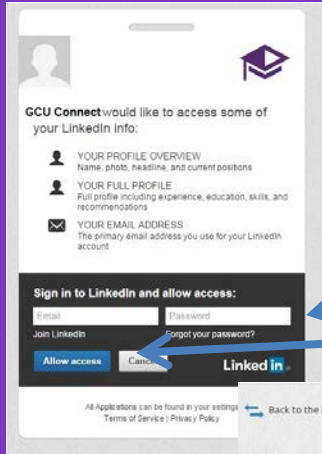 GCU Connect would like to access some of
your LinkedIn info:
YOUR PROFILE OVERVIEW
Name, photo, headline, and current positions
YOUR FULL PROFILE
Full profile including experience, education, skills, and
recommendations
YOUR EMAIL ADDRESS
The primary email address you use for your LinkedIn
account
Sign in to LinkedIn and allow access:
Email
Password
Join LinkedIn
Forgot your password?
Allow access
Linked in
All Applications can be found in your settings
Terms of Service | Privacy Policy
Back to the